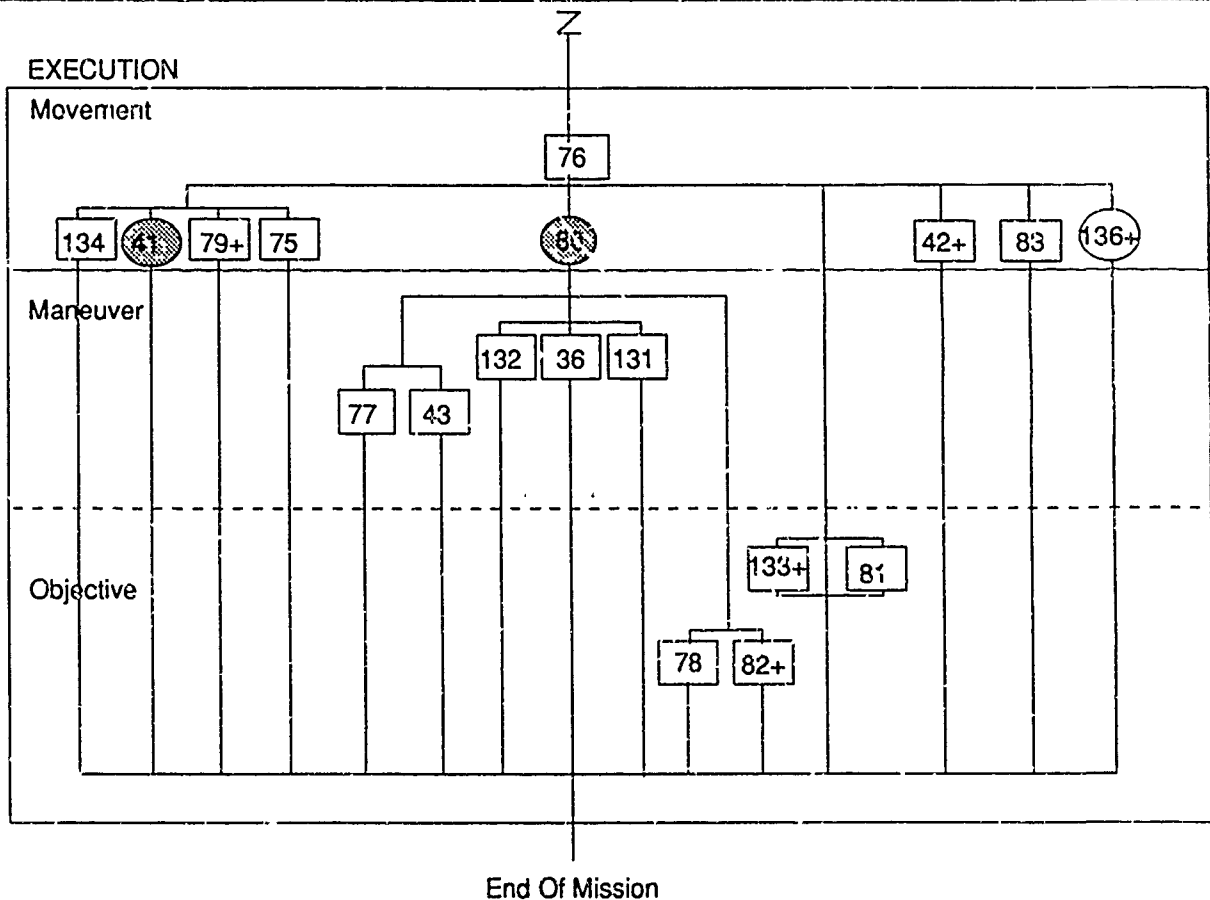 Z
EXECUTION
Movement
76
134 41 79+ 75 42+ 83 136+
Maneuver
132 36 131
77 43
133+ 81
Objective
78 82+
End Of Mission